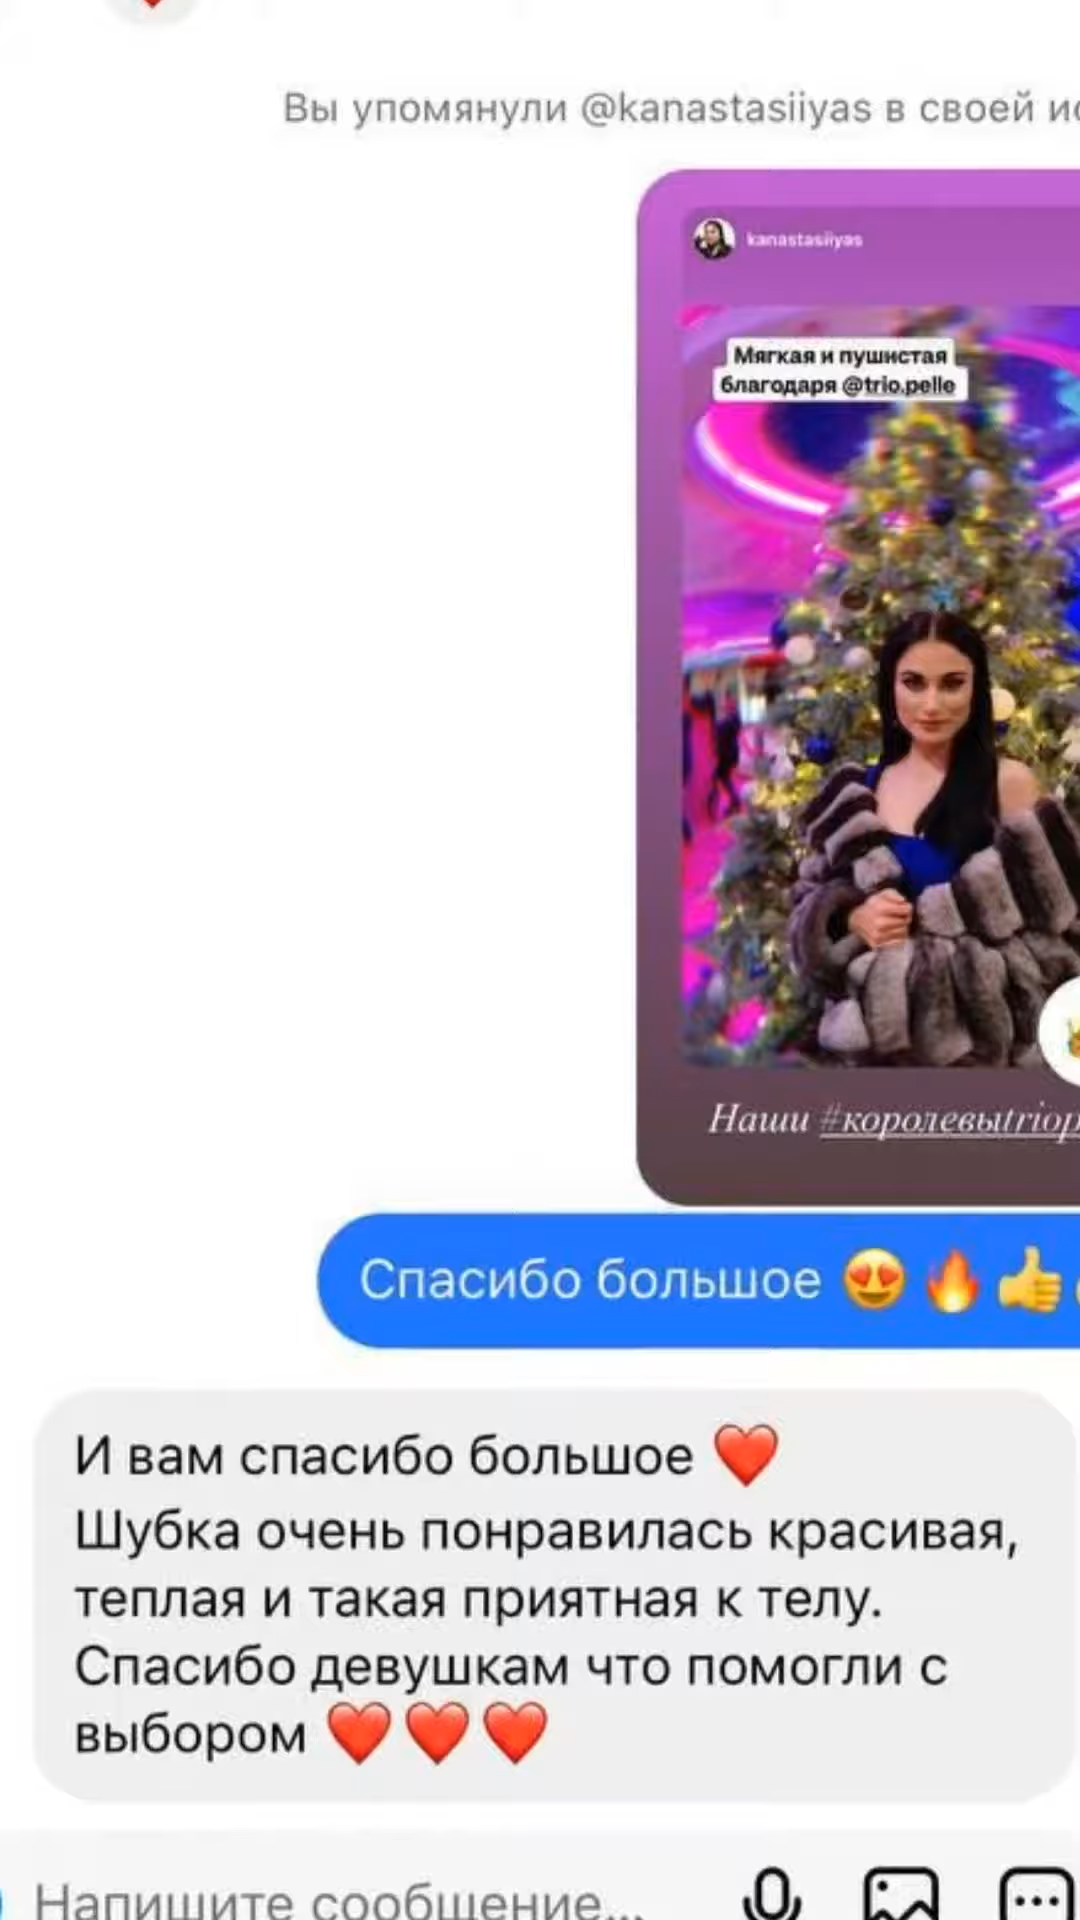 Вы упомянули @kanastasiiyas в своей
kanastasiiyas
Мягкая и пушистая
благодаря @trio.pelle
Наши #королевыtriop
Спасибо большое 😍 🔥 👍
И вам спасибо большое ❤️
Шубка очень понравилась красивая,
теплая и такая приятная к телу.
Спасибо девушкам что помогли с
выбором ❤️❤️❤️
Напишите сообщение...